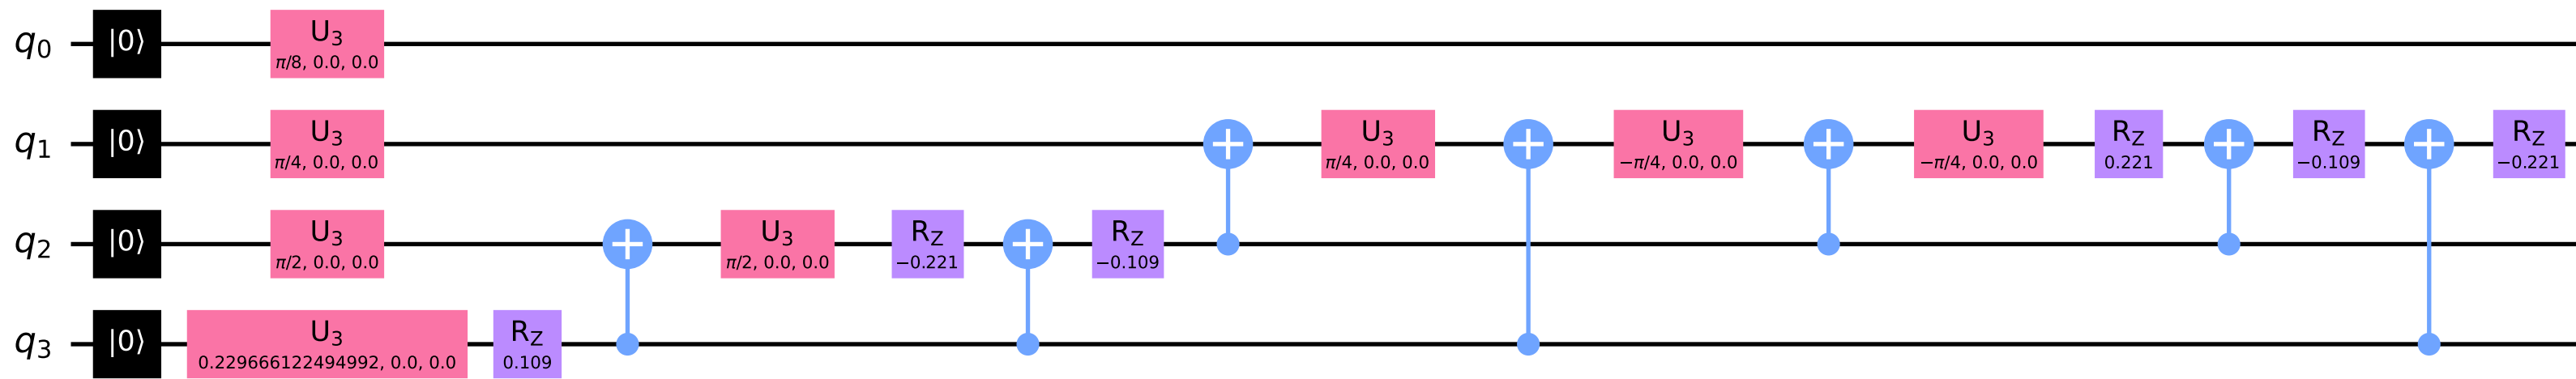 q0 |0⟩ U3
π/8, 0.0, 0.0
q1 |0⟩ U3 U3 U3 U3 RZ RZ RZ
π/4, 0.0, 0.0 π/4, 0.0, 0.0 −π/4, 0.0, 0.0 −π/4, 0.0, 0.0 0.221 −0.109 −0.221
q2 |0⟩ U3 U3 RZ RZ
π/2, 0.0, 0.0 π/2, 0.0, 0.0 −0.221 −0.109
q3 |0⟩ U3 RZ
0.229666122494992, 0.0, 0.0 0.109